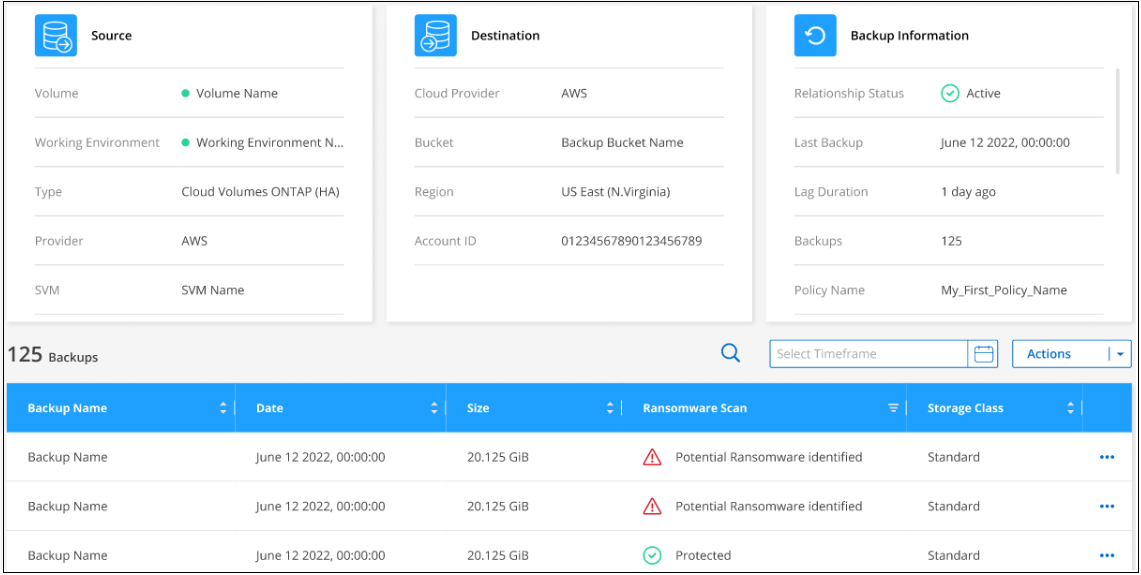 Source
Volume Volume Name
Working Environment Working Environment N...
Type Cloud Volumes ONTAP (HA)
Provider AWS
SVM SVM Name
Destination
Cloud Provider AWS
Bucket Backup Bucket Name
Region US East (N.Virginia)
Account ID 01234567890123456789
Backup Information
Relationship Status Active
Last Backup June 12 2022, 00:00:00
Lag Duration 1 day ago
Backups 125
Policy Name My_First_Policy_Name
125 Backups
Select Timeframe
Actions
Backup Name Date Size Ransomware Scan Storage Class
Backup Name June 12 2022, 00:00:00 20.125 GiB Potential Ransomware identified Standard
Backup Name June 12 2022, 00:00:00 20.125 GiB Potential Ransomware identified Standard
Backup Name June 12 2022, 00:00:00 20.125 GiB Protected Standard